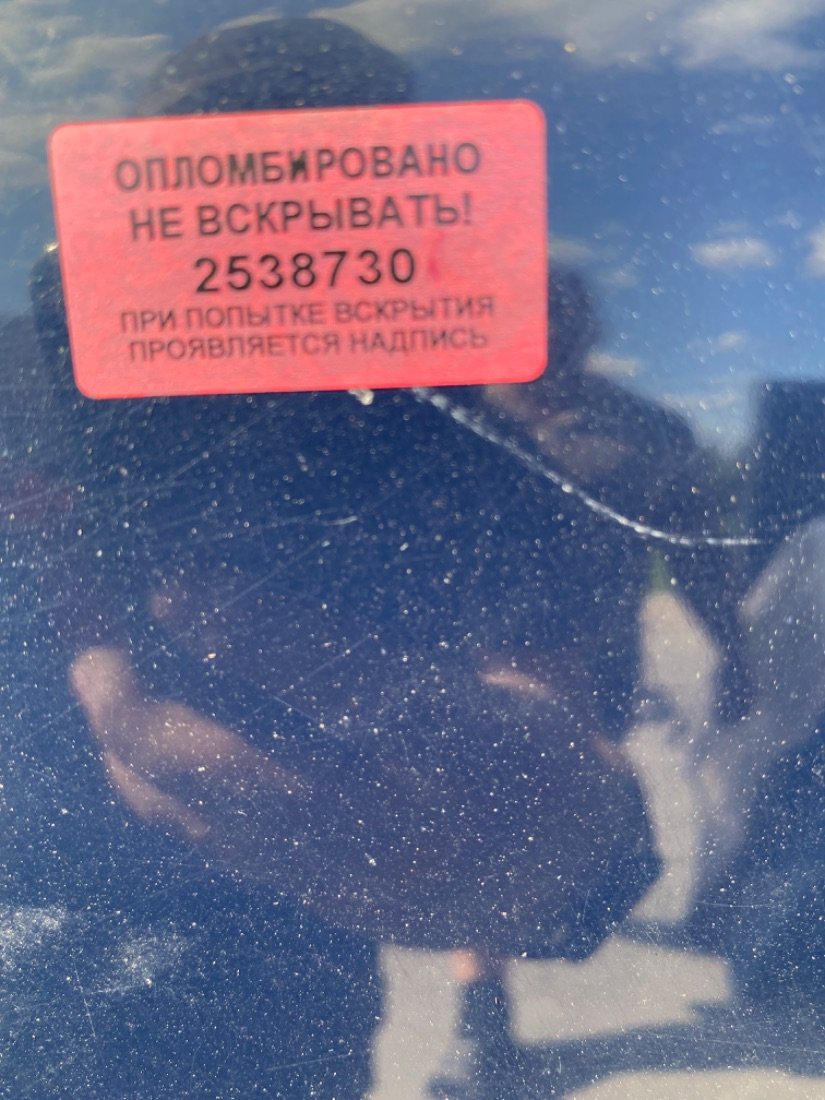 ОПЛОМБИРОВАНО
НЕ ВСКРЫВАТЬ!
2538730
ПРИ ПОПЫТКЕ ВСКРЫТИЯ
ПРОЯВЛЯЕТСЯ НАДПИСЬ